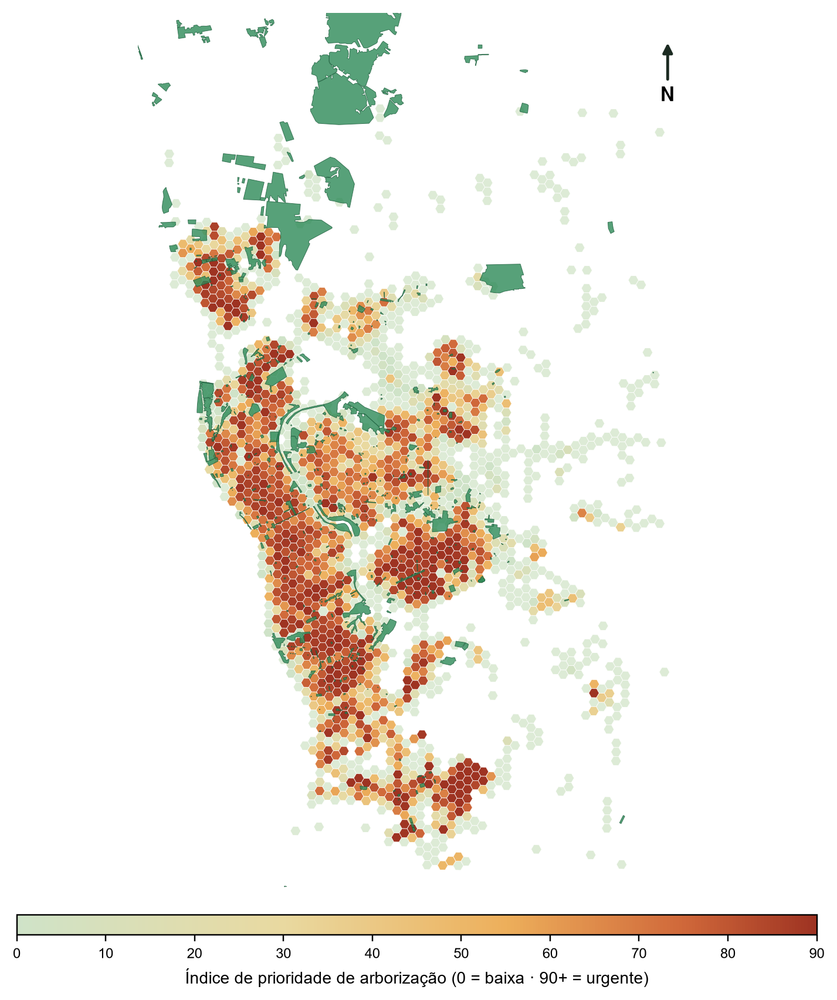 N
0 10 20 30 40 50 60 70 80 90
Índice de prioridade de arborização (0 = baixa · 90+ = urgente)